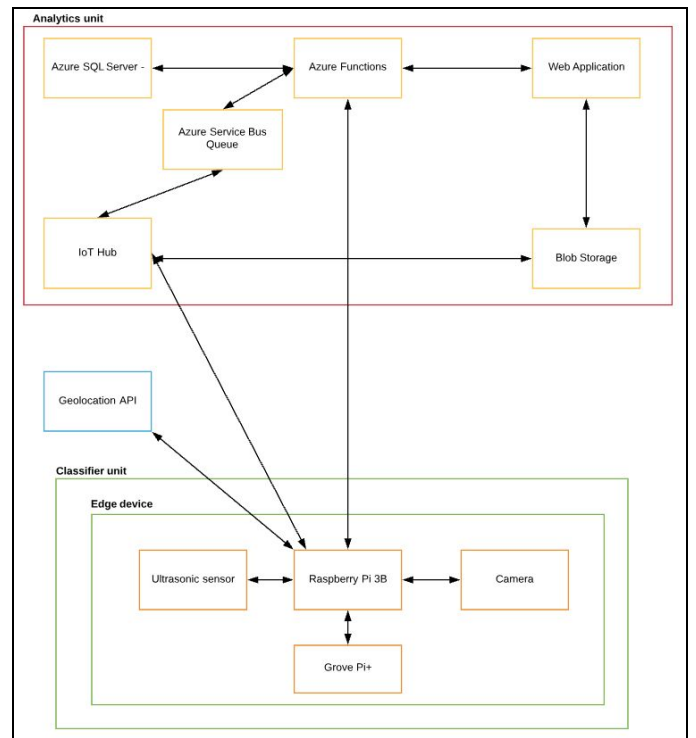 Analytics unit
Azure SQL Server -
Azure Functions
Web Application
Azure Service Bus
Queue
IoT Hub
Blob Storage
Geolocation API
Classifier unit
Edge device
Ultrasonic sensor
Raspberry Pi 3B
Camera
Grove Pi+